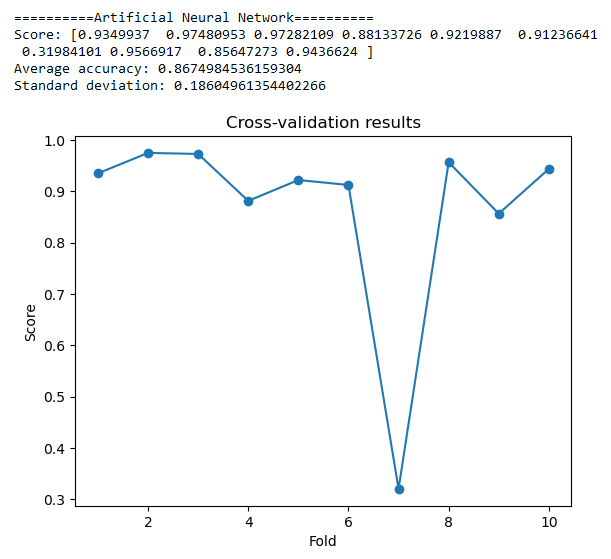 ==========Artificial Neural Network==========
Score: [0.9349937  0.97480953 0.97282109 0.88133726 0.9219887  0.91236641
 0.31984101 0.9566917  0.85647273 0.9436624 ]
Average accuracy: 0.8674984536159304
Standard deviation: 0.18604961354402266
Cross-validation results
1.0
0.9
0.8
0.7
0.6
0.5
0.4
0.3
Score
2 4 6 8 10
Fold